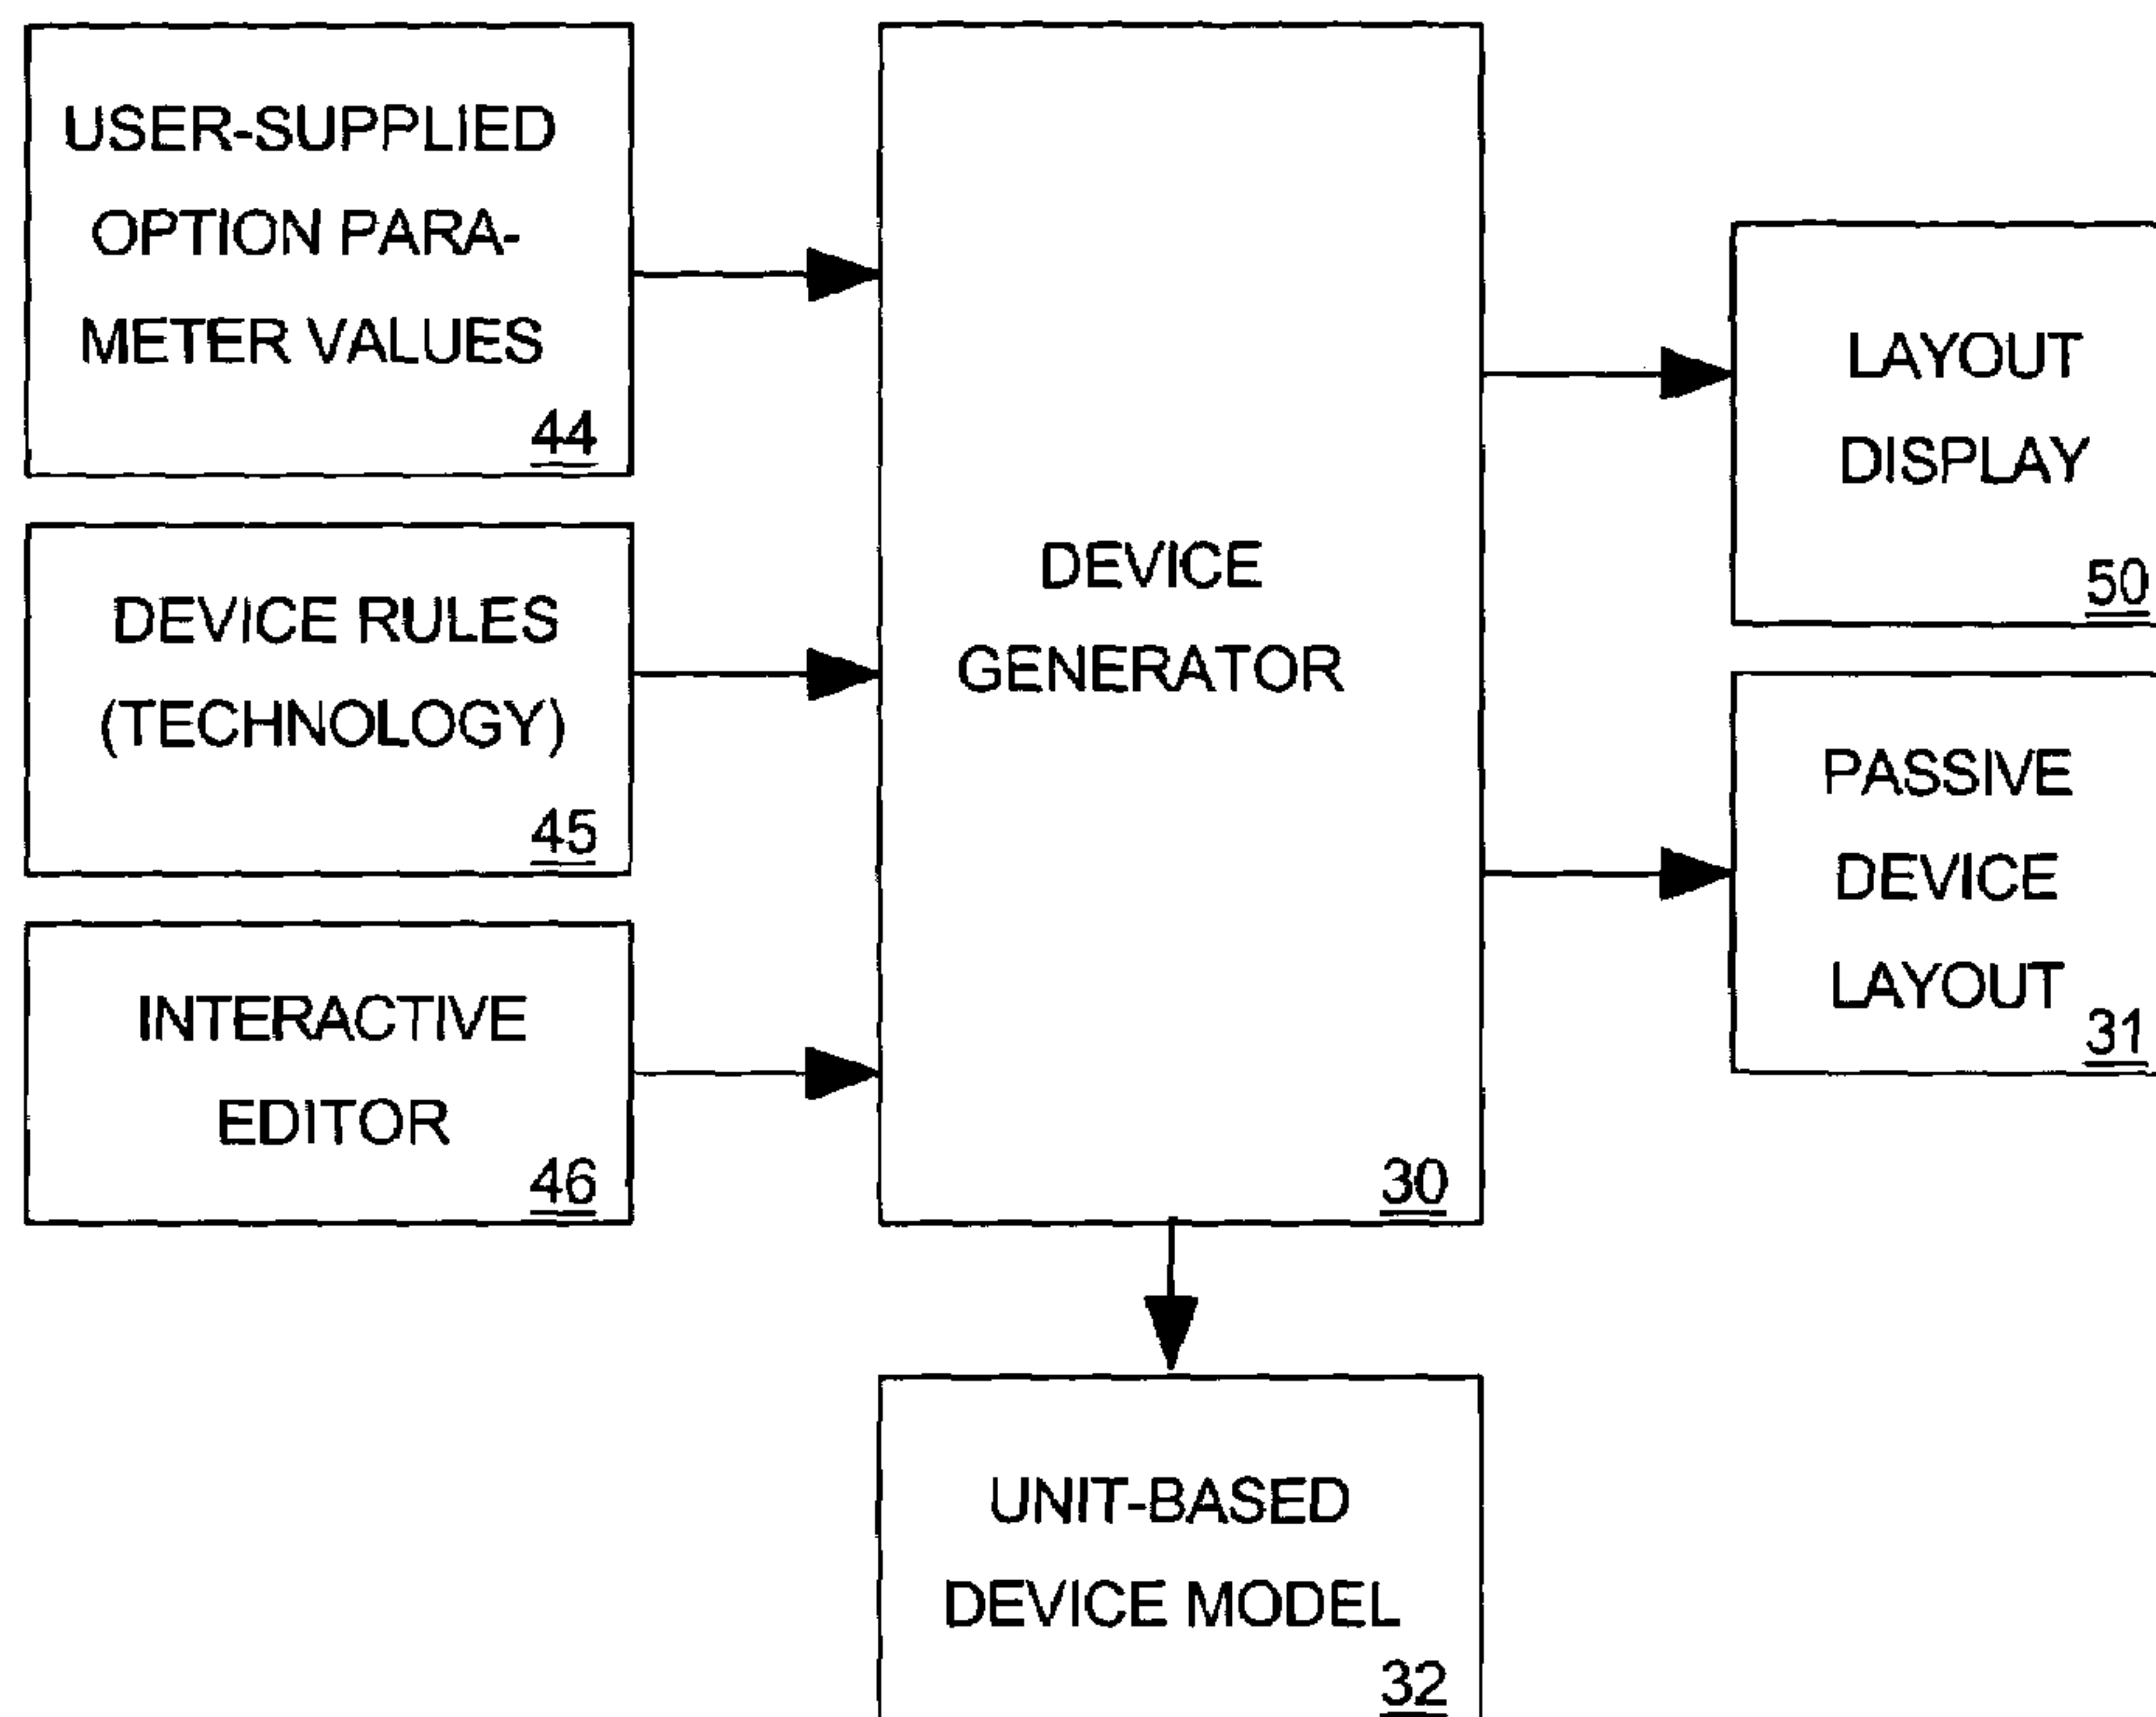 USER-SUPPLIED
OPTION PARA-
METER VALUES
44
DEVICE RULES
(TECHNOLOGY)
45
INTERACTIVE
EDITOR
46
DEVICE
GENERATOR
30
LAYOUT
DISPLAY
50
PASSIVE
DEVICE
LAYOUT
31
UNIT-BASED
DEVICE MODEL
32